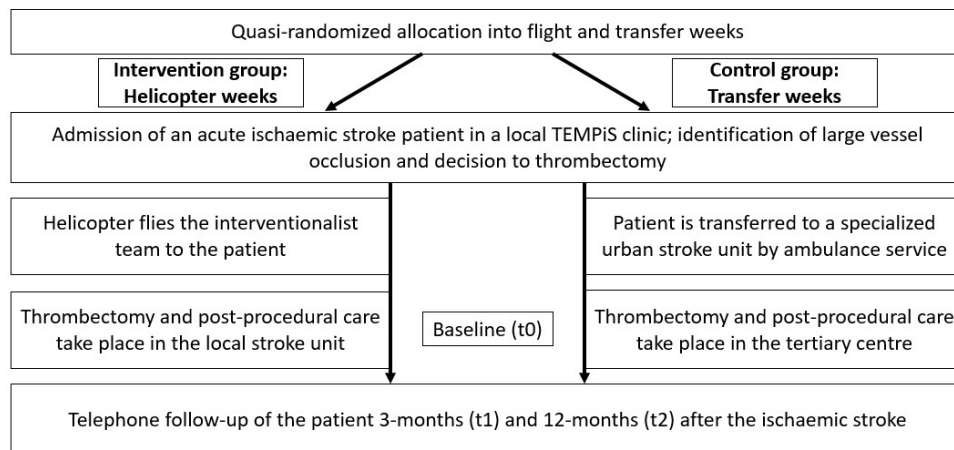 Quasi-randomized allocation into flight and transfer weeks
Intervention group:
Helicopter weeks
Control group:
Transfer weeks
Admission of an acute ischaemic stroke patient in a local TEMPiS clinic; identification of large vessel
occlusion and decision to thrombectomy
Helicopter flies the interventionalist
team to the patient
Patient is transferred to a specialized
urban stroke unit by ambulance service
Thrombectomy and post-procedural care
take place in the local stroke unit
Baseline (t0)
Thrombectomy and post-procedural care
take place in the tertiary centre
Telephone follow-up of the patient 3-months (t1) and 12-months (t2) after the ischaemic stroke